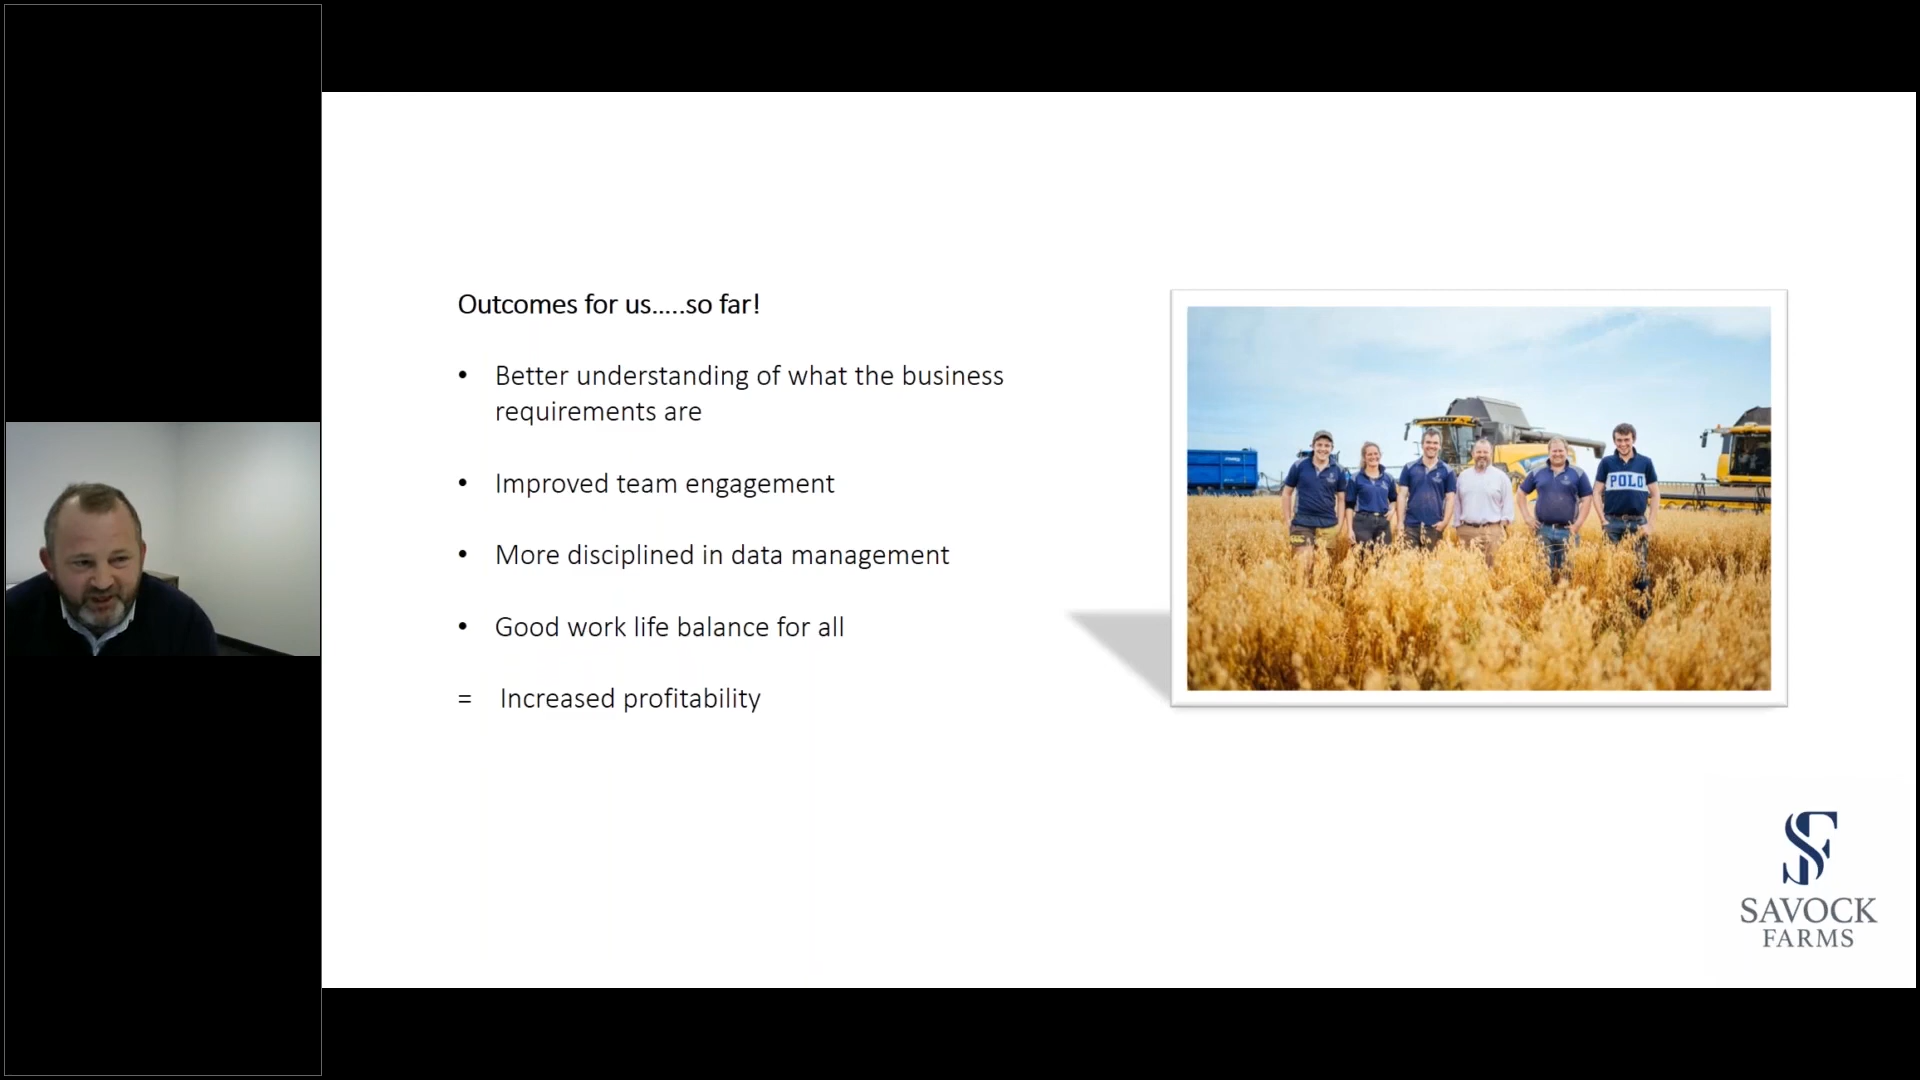 Outcomes for us.....so far!
• Better understanding of what the business
requirements are
• Improved team engagement
• More disciplined in data management
• Good work life balance for all
= Increased profitability
POLO
SF
SAVOCK
FARMS